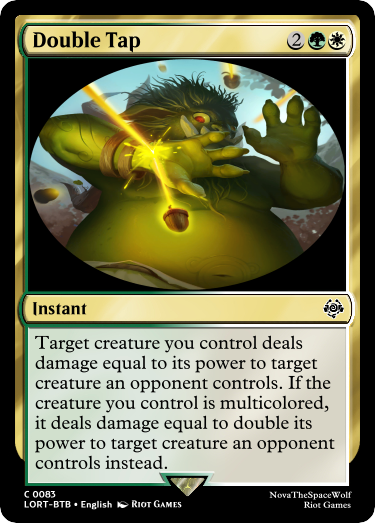 Double Tap 2
Instant
Target creature you control deals
damage equal to its power to target
creature an opponent controls. If the
creature you control is multicolored,
it deals damage equal to double its
power to target creature an opponent
controls instead.
C 0083
LORT-BTB • English RIOT GAMES
NovaTheSpaceWolf
Riot Games